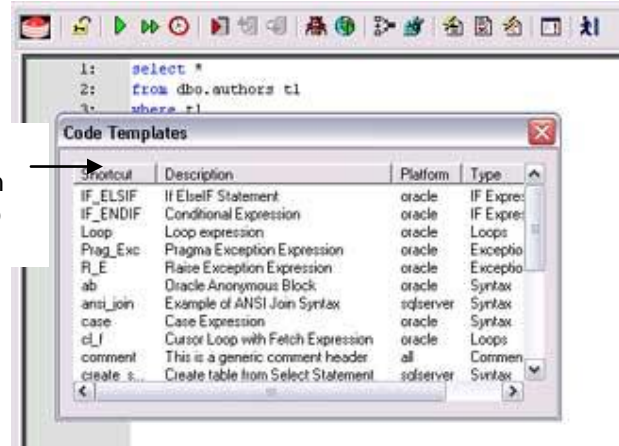 1: select *
2: from dbo.authors t1
3: where t1
Code Templates
Shortcut Description Platform Type
IF_ELSIF If ElseIF Statement oracle IF Expre
IF_ENDIF Conditional Expression oracle IF Expre
Loop Loop expression oracle Loops
Prag_Exc Pragma Exception Expression oracle Exceptio
R_E Raise Exception Expression oracle Exceptio
ab Oracle Anonymous Block oracle Syntax
ansi_join Example of ANSI Join Syntax sqlserver Syntax
case Case Expression oracle Syntax
cl_f Cursor Loop with Fetch Expression oracle Loops
comment This is a generic comment header all Commen
create_s... Create table from Select Statement sqlserver Syntax